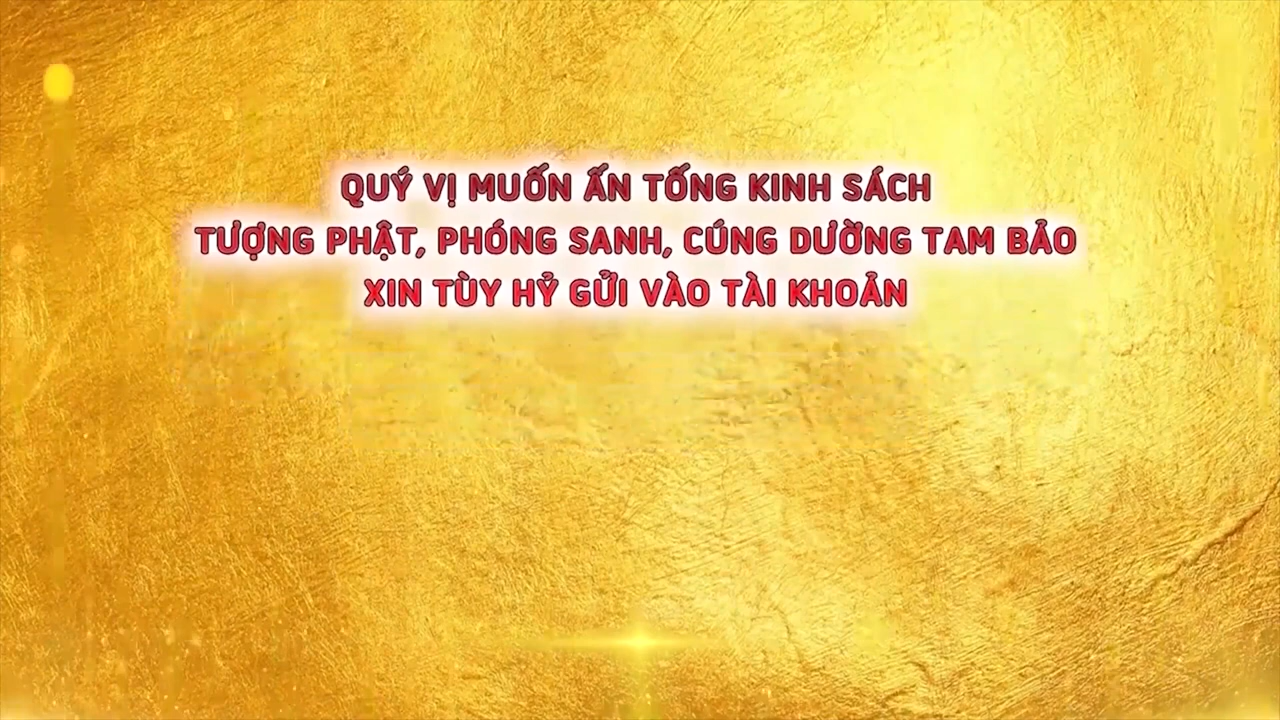 QUÝ VỊ MUỐN ẤN TỐNG KINH SÁCH
TƯỢNG PHẬT, PHÓNG SANH, CÚNG DƯỜNG TAM BẢO
XIN TÙY HỶ GỬI VÀO TÀI KHOẢN